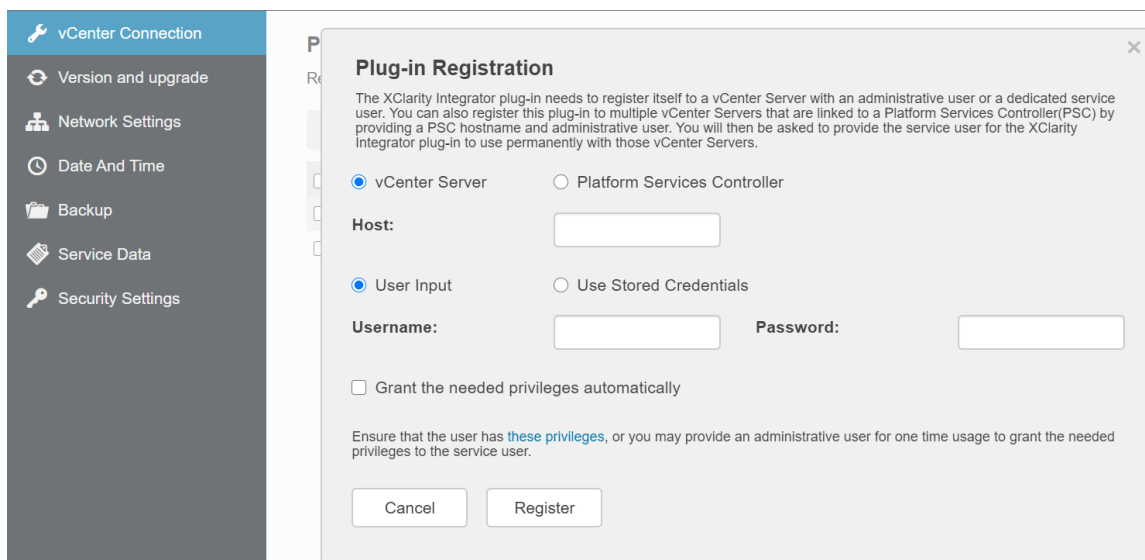 vCenter Connection
Version and upgrade
Network Settings
Date And Time
Backup
Service Data
Security Settings
P
Re
×
Plug-in Registration
The XClarity Integrator plug-in needs to register itself to a vCenter Server with an administrative user or a dedicated service
user. You can also register this plug-in to multiple vCenter Servers that are linked to a Platform Services Controller(PSC) by
providing a PSC hostname and administrative user. You will then be asked to provide the service user for the XClarity
Integrator plug-in to use permanently with those vCenter Servers.
vCenter Server Platform Services Controller
Host:
User Input Use Stored Credentials
Username: Password:
Grant the needed privileges automatically
Ensure that the user has these privileges, or you may provide an administrative user for one time usage to grant the needed
privileges to the service user.
Cancel Register